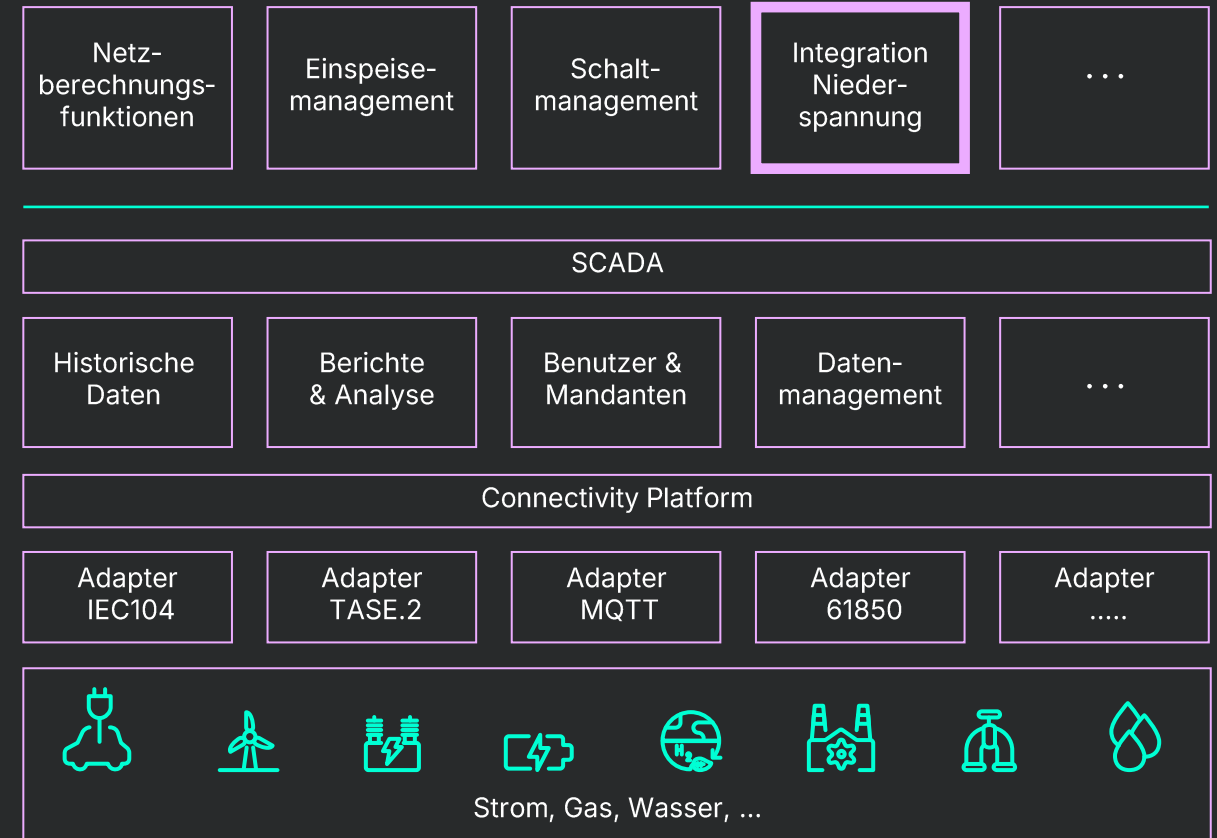 Netz-
berechnungs-
funktionen
Einspeise-
management
Schalt-
management
Integration
Nieder-
spannung
...
SCADA
Historische
Daten
Berichte
& Analyse
Benutzer &
Mandanten
Daten-
management
...
Connectivity Platform
Adapter
IEC104
Adapter
TASE.2
Adapter
MQTT
Adapter
61850
Adapter
.....
H2
Strom, Gas, Wasser, ...